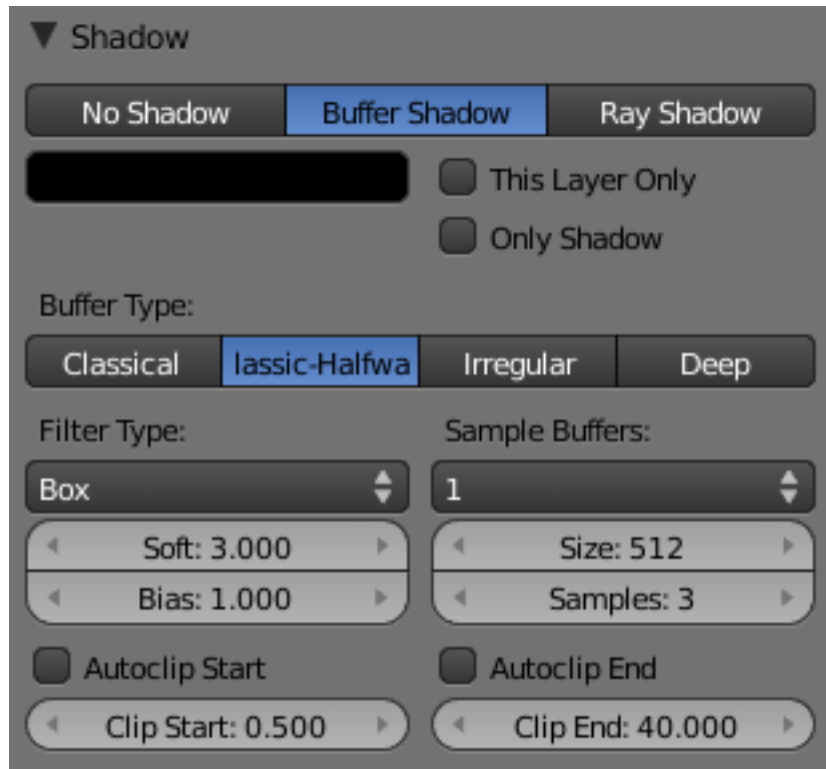 Shadow
No Shadow Buffer Shadow Ray Shadow
This Layer Only
Only Shadow
Buffer Type:
Classical lassic-Halfwa Irregular Deep
Filter Type: Sample Buffers:
Box 1
Soft: 3.000 Size: 512
Bias: 1.000 Samples: 3
Autoclip Start Autoclip End
Clip Start: 0.500 Clip End: 40.000